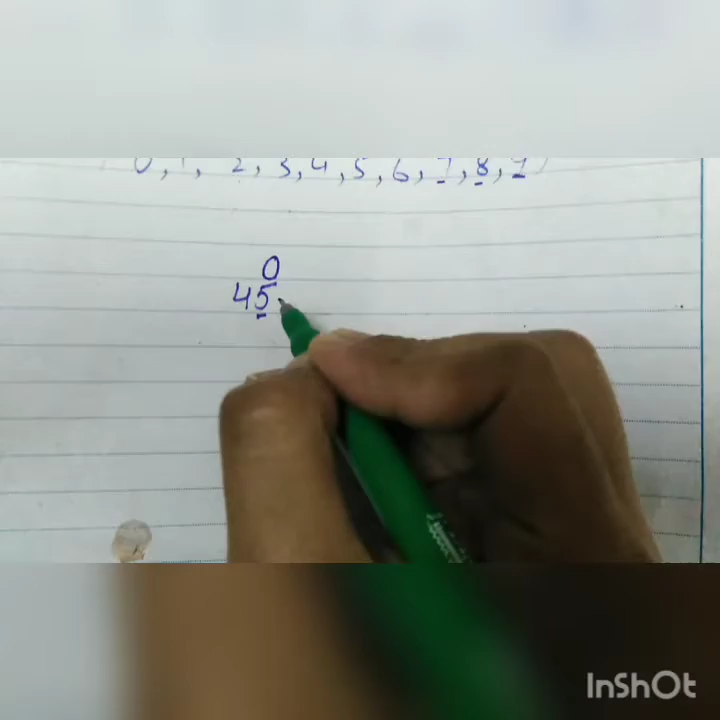 0, 1, 2, 3, 4, 5, 6, 7, 8, 9)
0
45
InShOt